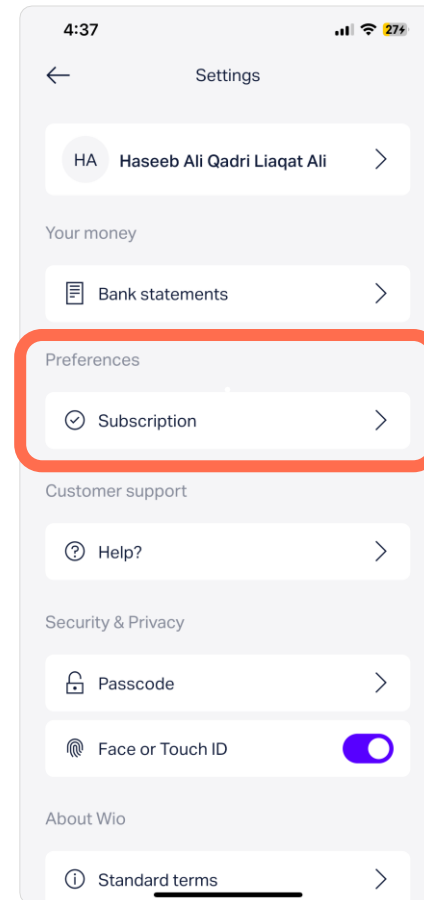 4:37
27
Settings
HA Haseeb Ali Qadri Liaqat Ali
Your money
Bank statements
Preferences
Subscription
Customer support
Help?
Security & Privacy
Passcode
Face or Touch ID
About Wio
Standard terms